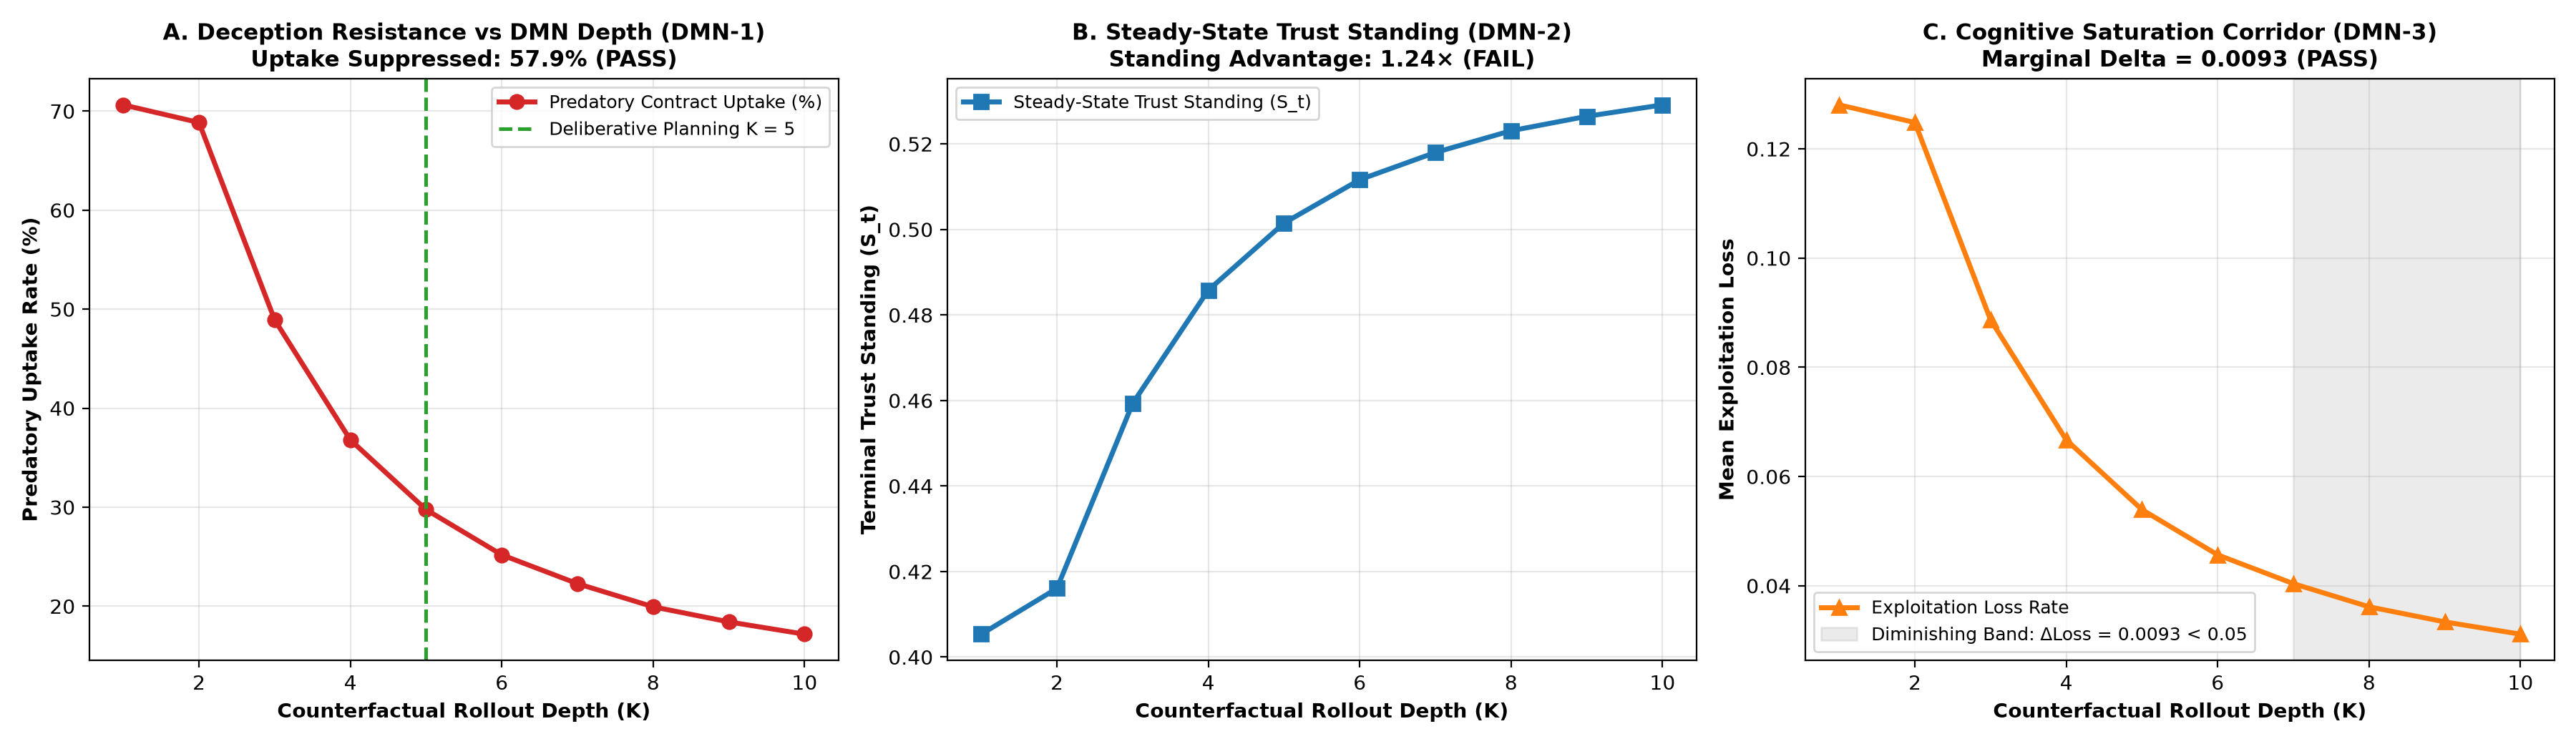 A. Deception Resistance vs DMN Depth (DMN-1)
Uptake Suppressed: 57.9% (PASS)
Predatory Contract Uptake (%)
Deliberative Planning K = 5
Predatory Uptake Rate (%)
70
60
50
40
30
20
2
4
6
8
10
Counterfactual Rollout Depth (K)
B. Steady-State Trust Standing (DMN-2)
Standing Advantage: 1.24× (FAIL)
Steady-State Trust Standing (S_t)
Terminal Trust Standing (S_t)
0.52
0.50
0.48
0.46
0.44
0.42
0.40
2
4
6
8
10
Counterfactual Rollout Depth (K)
C. Cognitive Saturation Corridor (DMN-3)
Marginal Delta = 0.0093 (PASS)
Mean Exploitation Loss
0.12
0.10
0.08
0.06
0.04
Exploitation Loss Rate
Diminishing Band: ΔLoss = 0.0093 < 0.05
2
4
6
8
10
Counterfactual Rollout Depth (K)